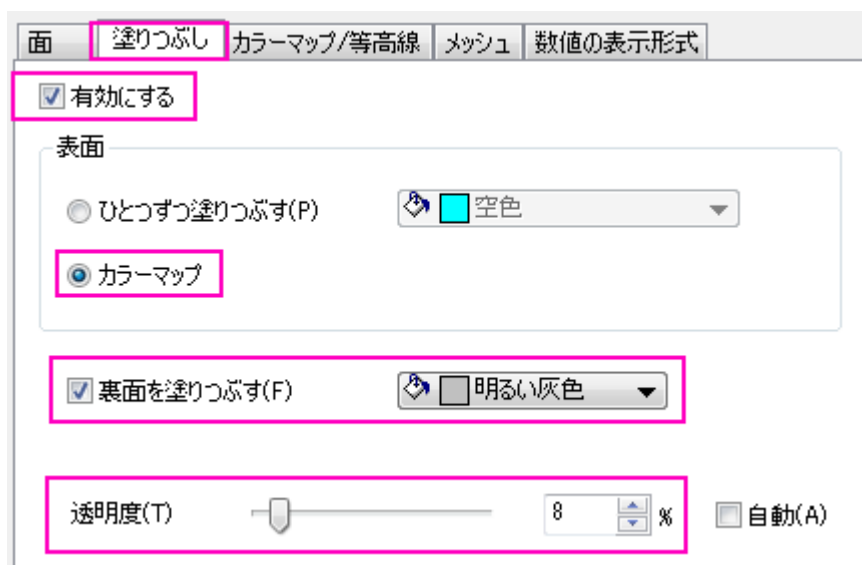 面 塗りつぶし カラーマップ/等高線 メッシュ 数値の表示形式
有効にする
表面
ひとつずつ塗りつぶす(P) 空色
カラーマップ
裏面を塗りつぶす(F) 明るい灰色
透明度(T) 8 % 自動(A)